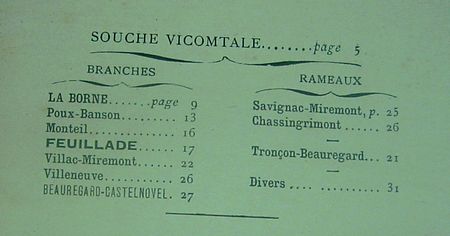 SOUCHE VICOMTALE........page 5
BRANCHES
LA BORNE.......page 9
Poux-Banson.......... 13
Monteil............. 16
FEUILLADE........ 17
Villac-Miremont...... 22
Villeneuve........... 26
BEAUREGARD-CASTELNOVEL. 27
RAMEAUX
Savignac-Miremont, p. 25
Chassingrimont...... 26
Tronçon-Beauregard... 21
Divers .... .......... 31